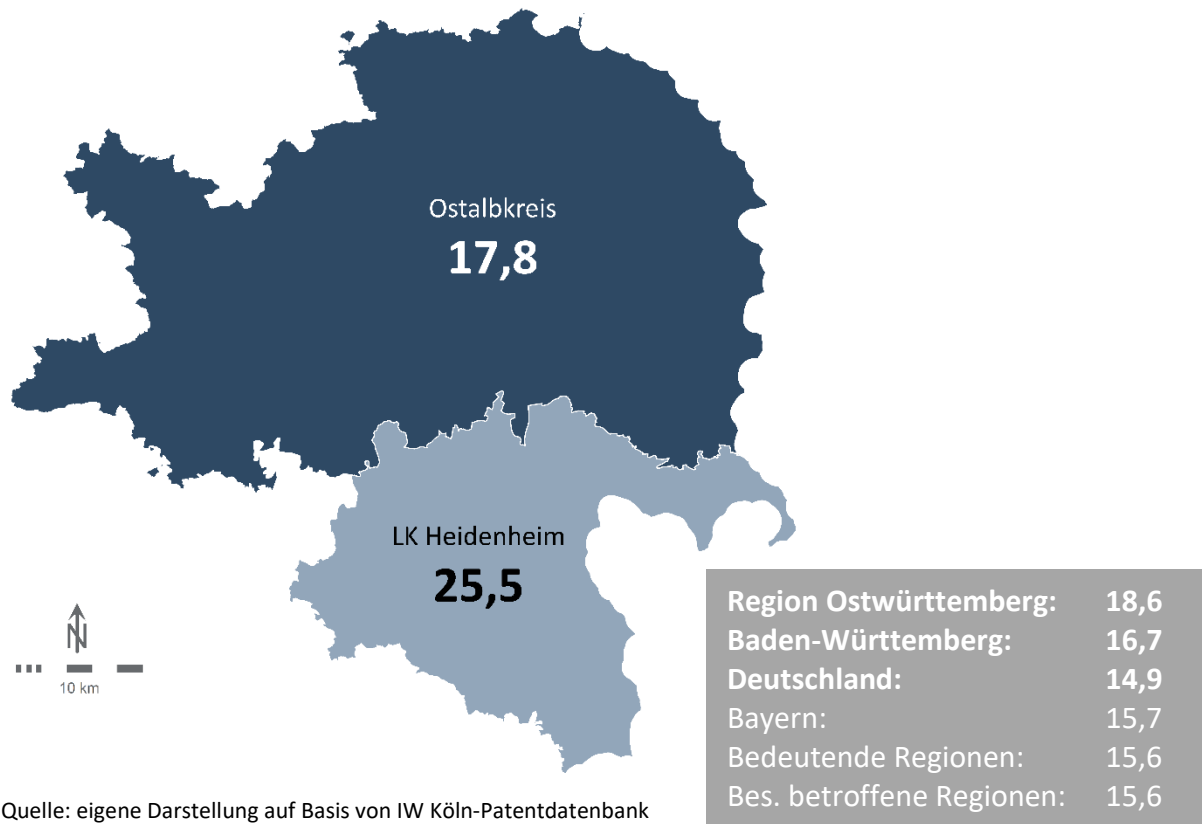 Ostalbkreis
17,8
LK Heidenheim
25,5
N
10 km
Region Ostwürttemberg: 18,6
Baden-Württemberg: 16,7
Deutschland: 14,9
Bayern: 15,7
Bedeutende Regionen: 15,6
Bes. betroffene Regionen: 15,6
Quelle: eigene Darstellung auf Basis von IW Köln-Patentdatenbank